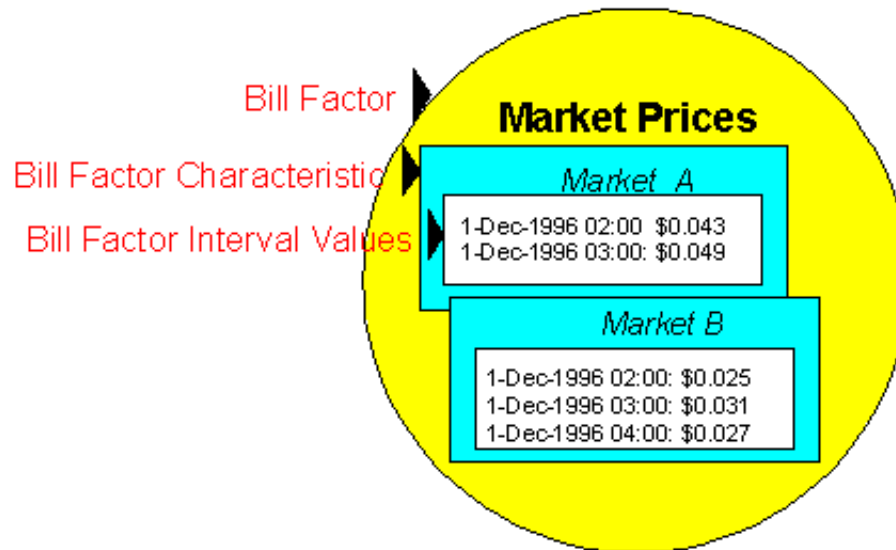 Bill Factor
Market Prices
Bill Factor Characteristic
Market A
Bill Factor Interval Values
1-Dec-1996 02:00 $0.043
1-Dec-1996 03:00: $0.049
Market B
1-Dec-1996 02:00: $0.025
1-Dec-1996 03:00: $0.031
1-Dec-1996 04:00: $0.027